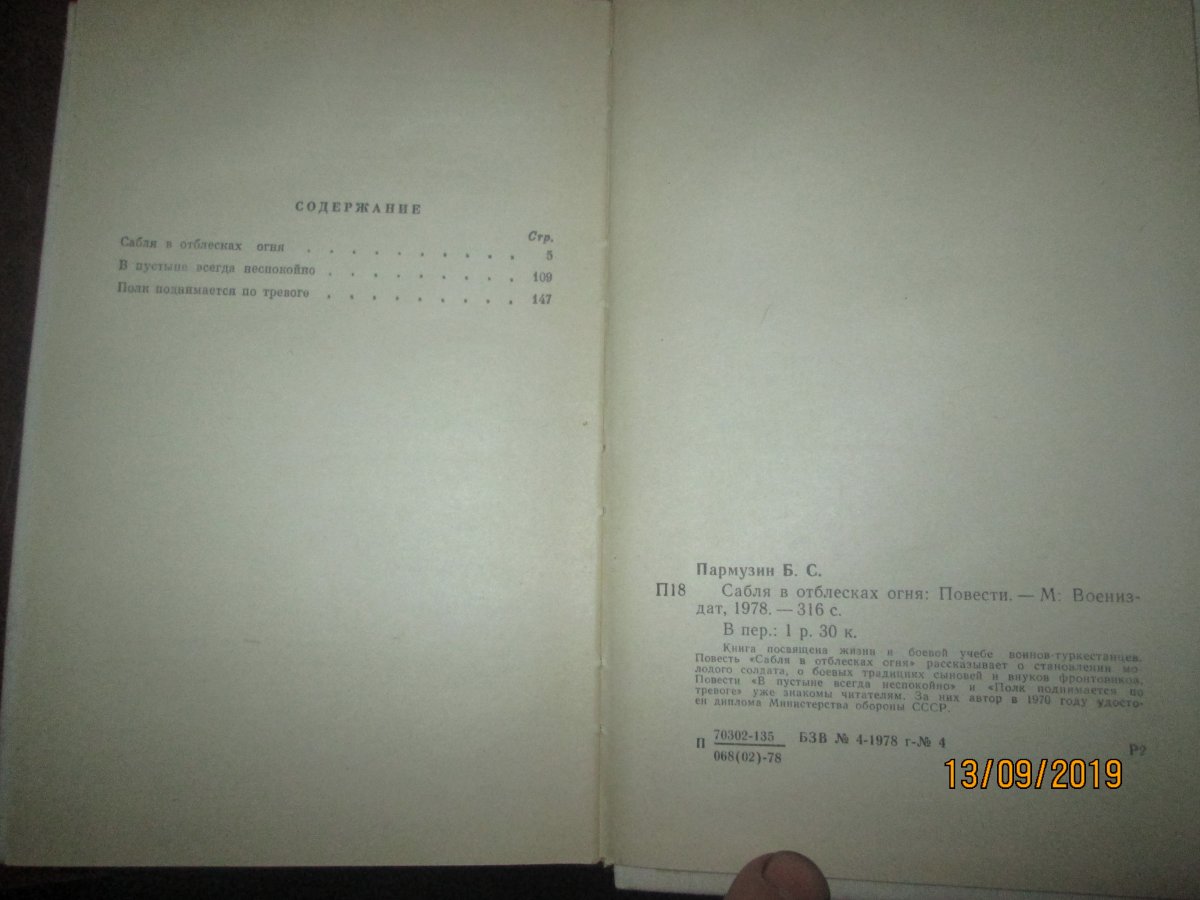 СОДЕРЖАНИЕ
Стр.
Сабля в отблесках огня . . . . . . . . . . 5
В пустыне всегда неспокойно . . . . . . . . . 109
Полк поднимается по тревоге . . . . . . . . . 147
Пармузин Б. С.
П18 Сабля в отблесках огня: Повести. — М: Воениз-
дат, 1978. — 316 с.
В пер.: 1 р. 30 к.
Книга посвящена жизни и боевой учебе воинов-туркестанцев.
Повесть «Сабля в отблесках огня» рассказывает о становлении мо-
лодого солдата, о боевых традициях сыновей и внуков фронтовиков.
Повести «В пустыне всегда неспокойно» и «Полк поднимается по
тревоге» уже знакомы читателям. За них автор в 1970 году удосто-
ен диплома Министерства обороны СССР.
П 70302-135 БЗВ № 4-1978 г-№ 4
068(02)-78
Р2
13/09/2019